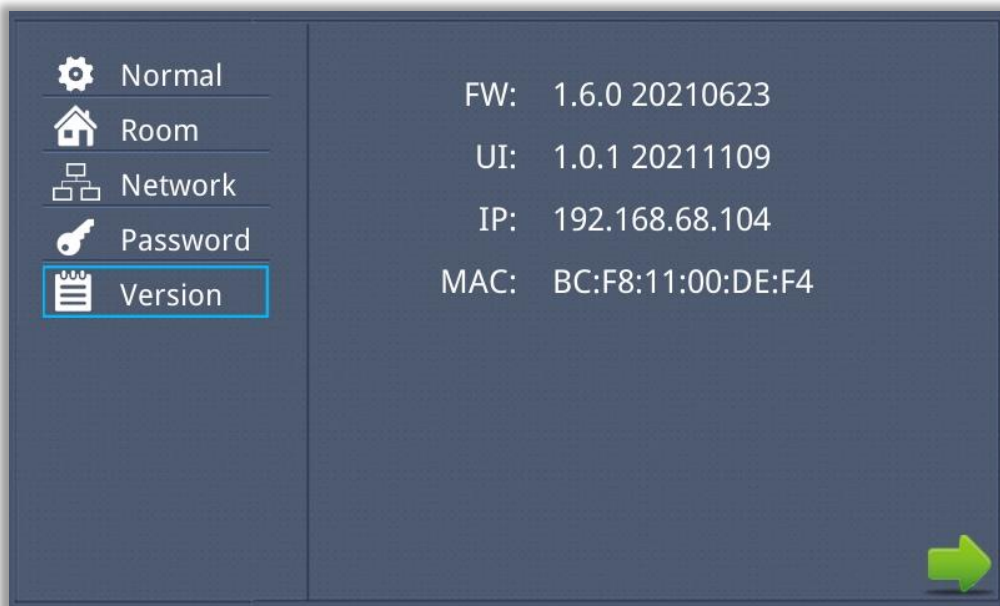 Normal
Room
Network
Password
Version
FW: 1.6.0 20210623
UI: 1.0.1 20211109
IP: 192.168.68.104
MAC: BC:F8:11:00:DE:F4